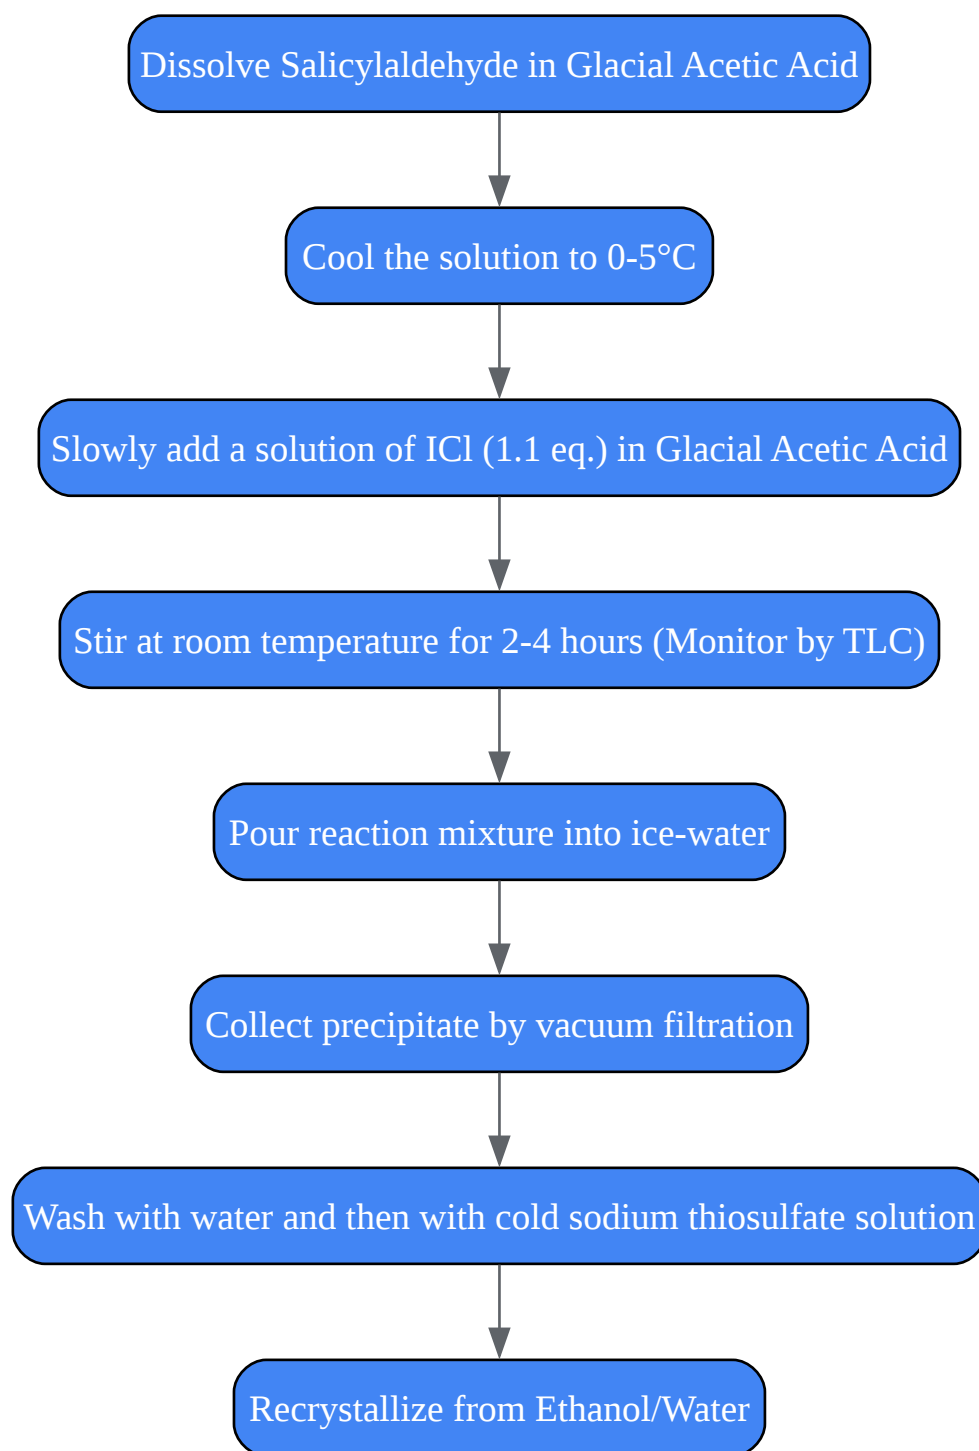 Dissolve Salicylaldehyde in Glacial Acetic Acid
Cool the solution to 0-5°C
Slowly add a solution of ICl (1.1 eq.) in Glacial Acetic Acid
Stir at room temperature for 2-4 hours (Monitor by TLC)
Pour reaction mixture into ice-water
Collect precipitate by vacuum filtration
Wash with water and then with cold sodium thiosulfate solution
Recrystallize from Ethanol/Water